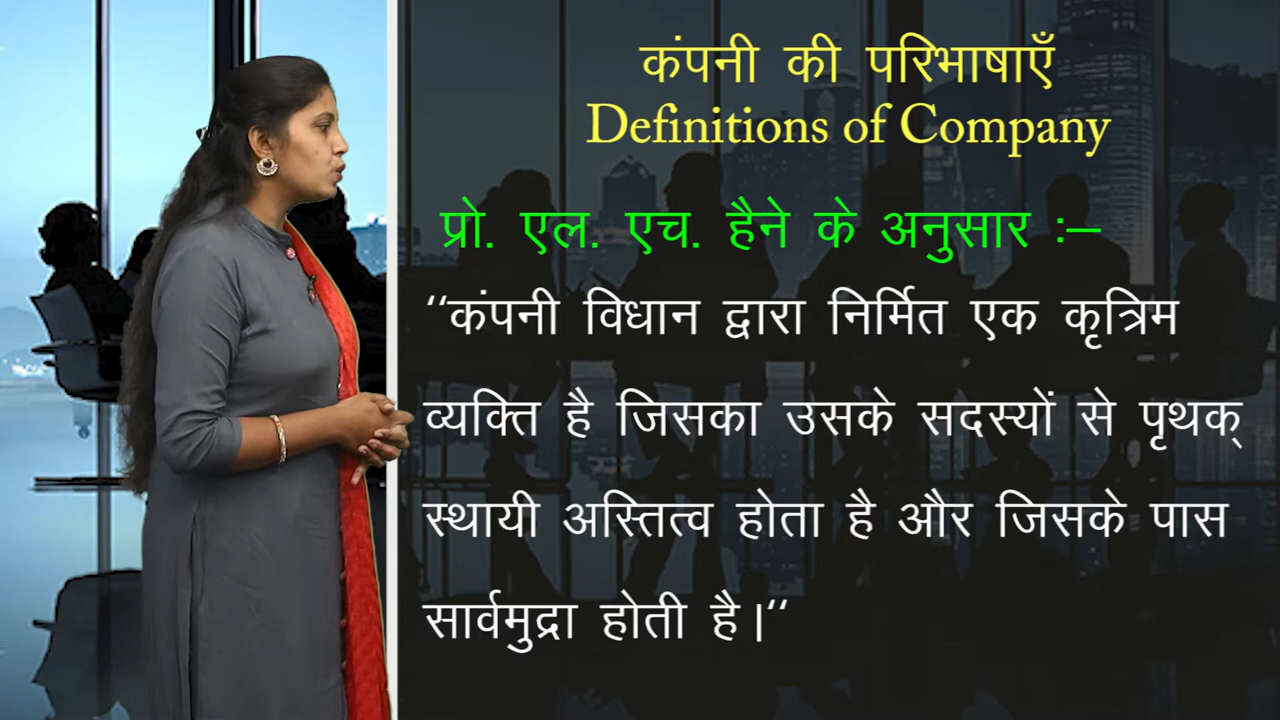 कंपनी की परिभाषाएँ
Definitions of Company
प्रो. एल. एच. हैने के अनुसार :–
“कंपनी विधान द्वारा निर्मित एक कृत्रिम
व्यक्ति है जिसका उसके सदस्यों से पृथक्
स्थायी अस्तित्व होता है और जिसके पास
सार्वमुद्रा होती है।“